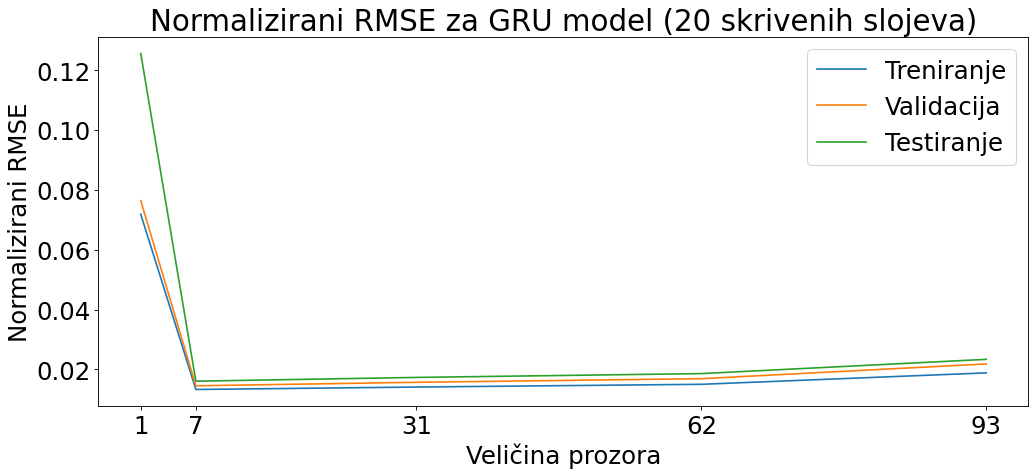 Normalizirani RMSE za GRU model (20 skrivenih slojeva)
Treniranje
Validacija
Testiranje
Normalizirani RMSE
0.12
0.10
0.08
0.06
0.04
0.02
1 7 31 62 93
Veličina prozora